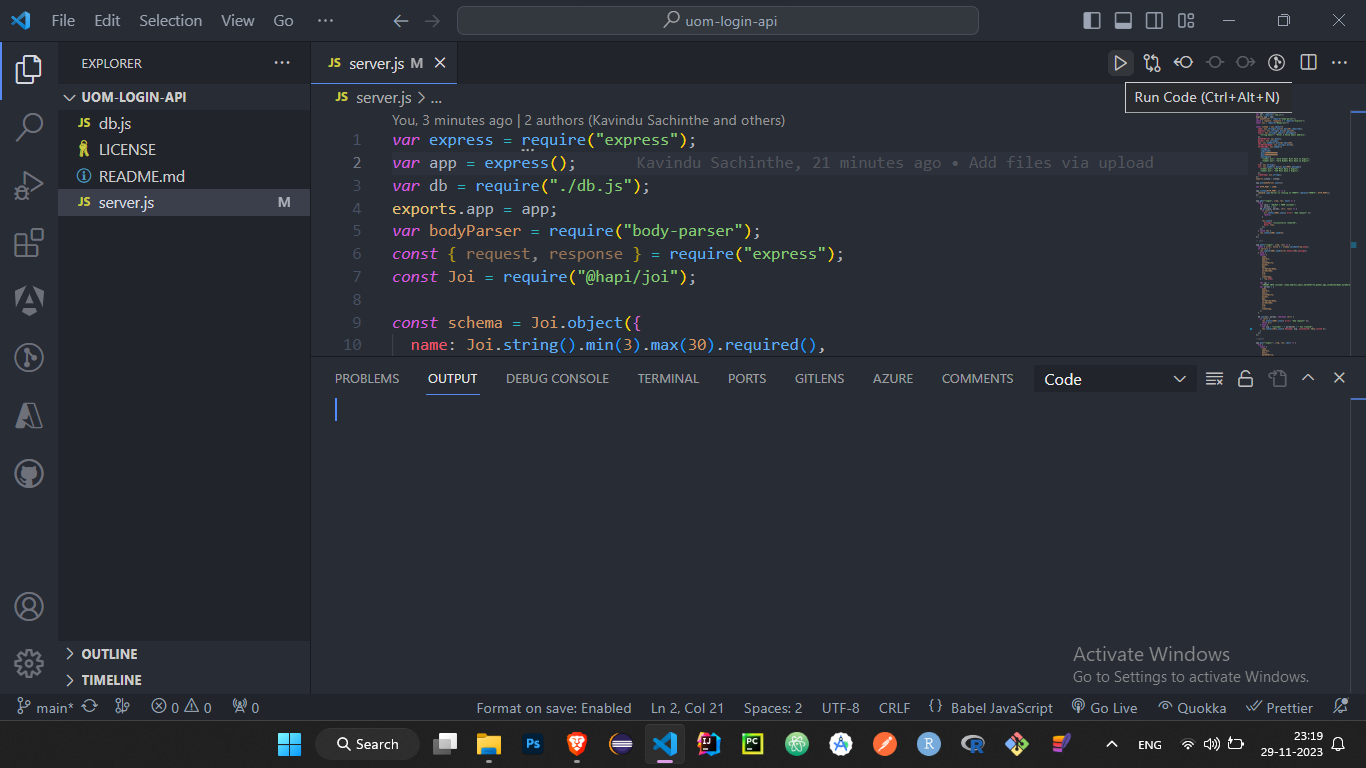 File Edit Selection View Go ···
uom-login-api
EXPLORER ···
JS server.js M
Run Code (Ctrl+Alt+N)
UOM-LOGIN-API
JS db.js
LICENSE
README.md
JS server.js M
JS server.js > ...
You, 3 minutes ago | 2 authors (Kavindu Sachinthe and others)
1 var express = require("express");
2 var app = express(); Kavindu Sachinthe, 21 minutes ago • Add files via upload
3 var db = require("./db.js");
4 exports.app = app;
5 var bodyParser = require("body-parser");
6 const { request, response } = require("express");
7 const Joi = require("@hapi/joi");
8
9 const schema = Joi.object({
10 name: Joi.string().min(3).max(30).required(),
PROBLEMS OUTPUT DEBUG CONSOLE TERMINAL PORTS GITLENS AZURE COMMENTS Code
Activate Windows
Go to Settings to activate Windows.
OUTLINE
TIMELINE
main* 0 0 0 Format on save: Enabled Ln 2, Col 21 Spaces: 2 UTF-8 CRLF {} Babel JavaScript Go Live Quokka Prettier
Search Ps IJ PC R R ENG 23:19
29-11-2023